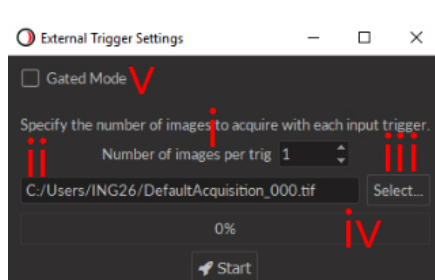 External Trigger Settings
Gated Mode v
i
Specify the number of images to acquire with each input trigger.
ii Number of images per trig 1 iii
C:/Users/ING26/DefaultAcquisition_000.tif Select...
0% iv
Start